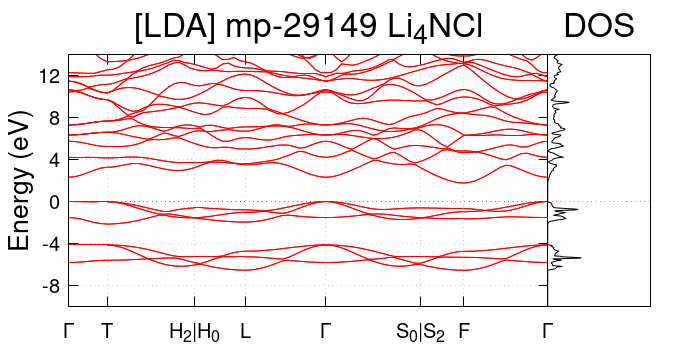 [LDA] mp-29149 Li₄NCl DOS
Energy (eV)
12
8
4
0
-4
-8
Γ T H₂|H₀ L Γ S₀|S₂ F Γ